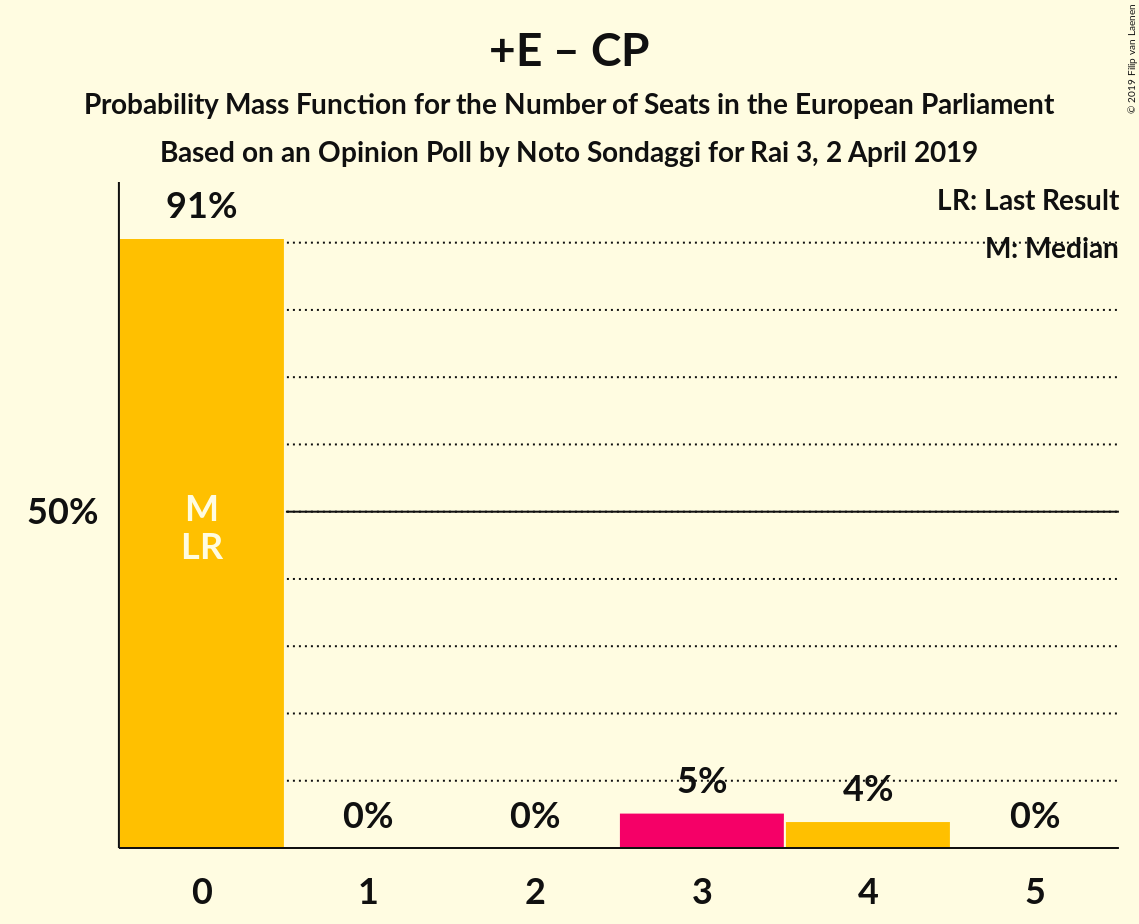 +E – CP
Probability Mass Function for the Number of Seats in the European Parliament
Based on an Opinion Poll by Noto Sondaggi for Rai 3, 2 April 2019
© 2019 Filip van Laenen
LR: Last Result
M: Median
91%
50%
M
LR
0%
0%
5%
4%
0%
0
1
2
3
4
5